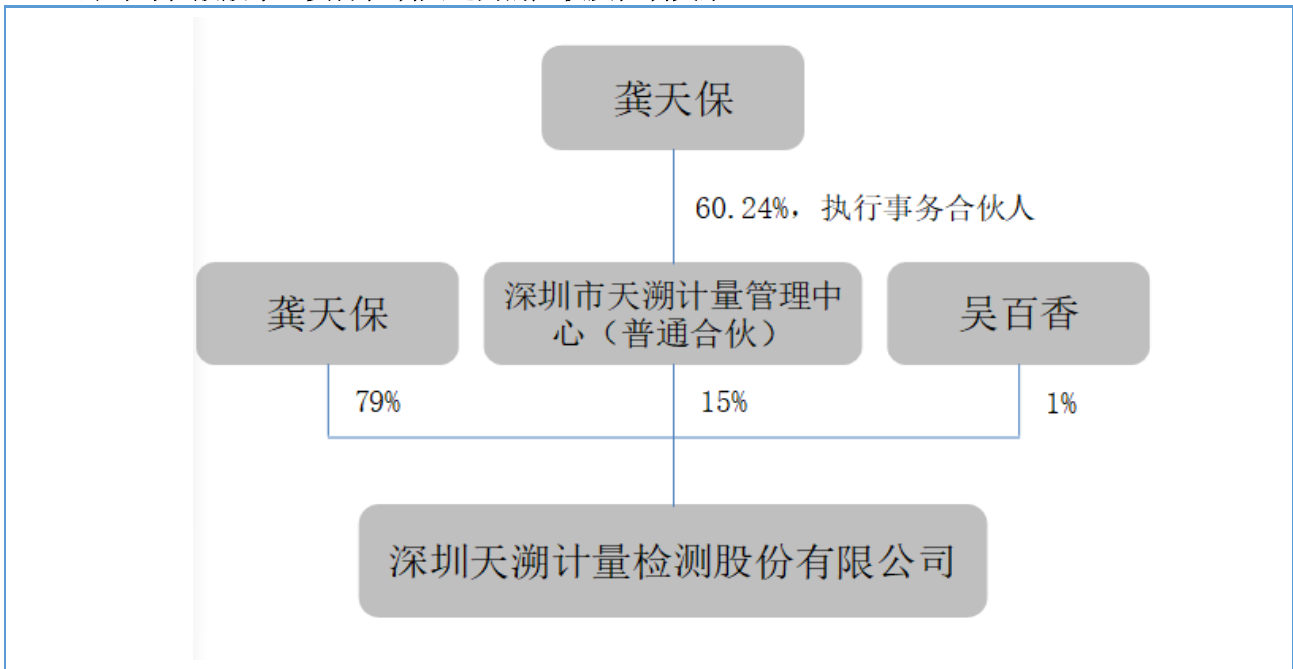 龚天保
60.24%，执行事务合伙人
龚天保
深圳市天溯计量管理中
心（普通合伙）
吴百香
79%
15%
1%
深圳天溯计量检测股份有限公司